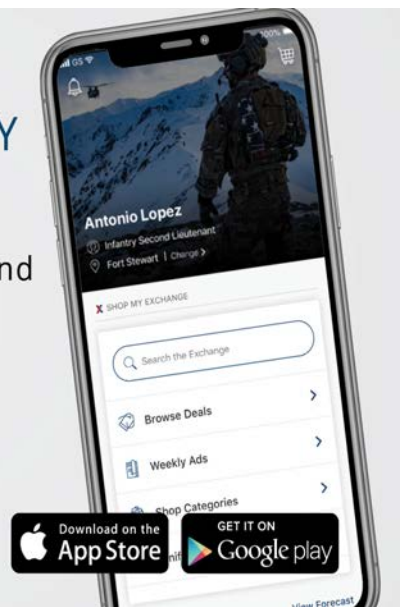 GS
100%
Y
Antonio Lopez
Infantry Second Lieutenant
nd
Fort Stewart | Change >
X SHOP MY EXCHANGE
Search the Exchange
Browse Deals
Weekly Ads
Shop Categories
Download on the
App Store
GET IT ON
Google play
View Forecast